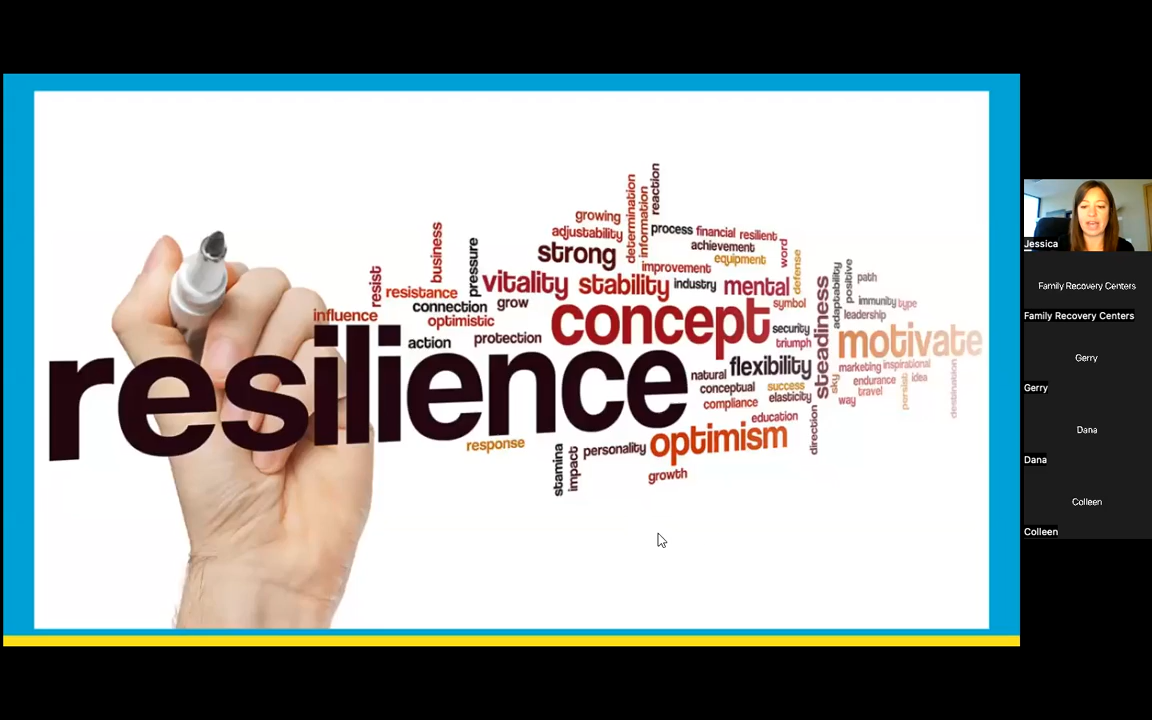 reaction
determination
information
growing
adjustability
process
financial
resilient
business
pressure
strong
achievement
word
equipment
defense
resist
improvement
vitality
stability
industry
mental
steadiness
adaptability
positive
path
resistance
connection
grow
symbol
immunity
type
influence
optimistic
concept
leadership
security
action
protection
triumph
motivate
resilience
natural
flexibility
marketing
inspirational
sky
endurance
idea
conceptual
success
travel
persist
destination
compliance
elasticity
way
education
direction
response
stamina
impact
personality
optimism
growth
Jessica
Family Recovery Centers
Family Recovery Centers
Gerry
Gerry
Dana
Dana
Colleen
Colleen